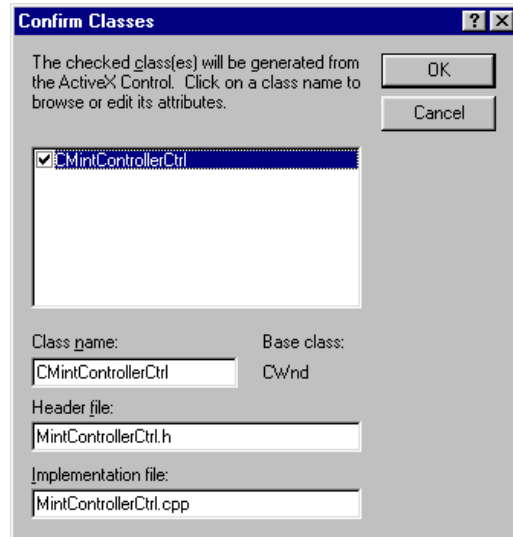 Confirm Classes
The checked class(es) will be generated from
the ActiveX Control. Click on a class name to
browse or edit its attributes.
OK
Cancel
CMintControllerCtrl
Class name:
Base class:
CMintControllerCtrl
CWnd
Header file:
MintControllerCtrl.h
Implementation file:
MintControllerCtrl.cpp